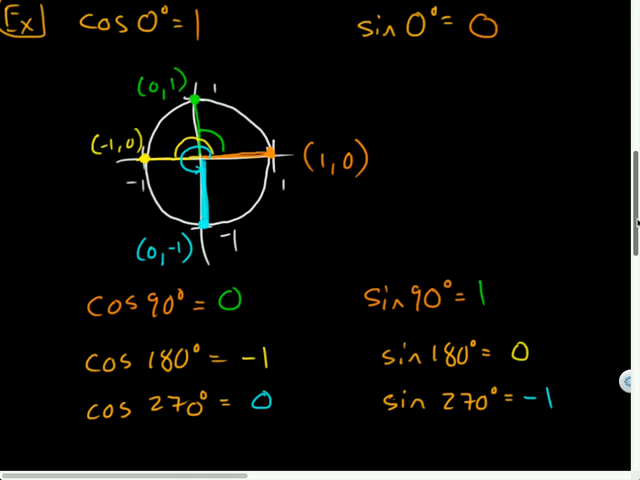 Ex cos 0° = 1 sin 0° = 0
(0,1) 1
(-1,0)
(1,0)
-1 1
(0,-1) -1
cos 90° = 0 sin 90° = 1
cos 180° = -1 sin 180° = 0
cos 270° = 0 sin 270° = -1